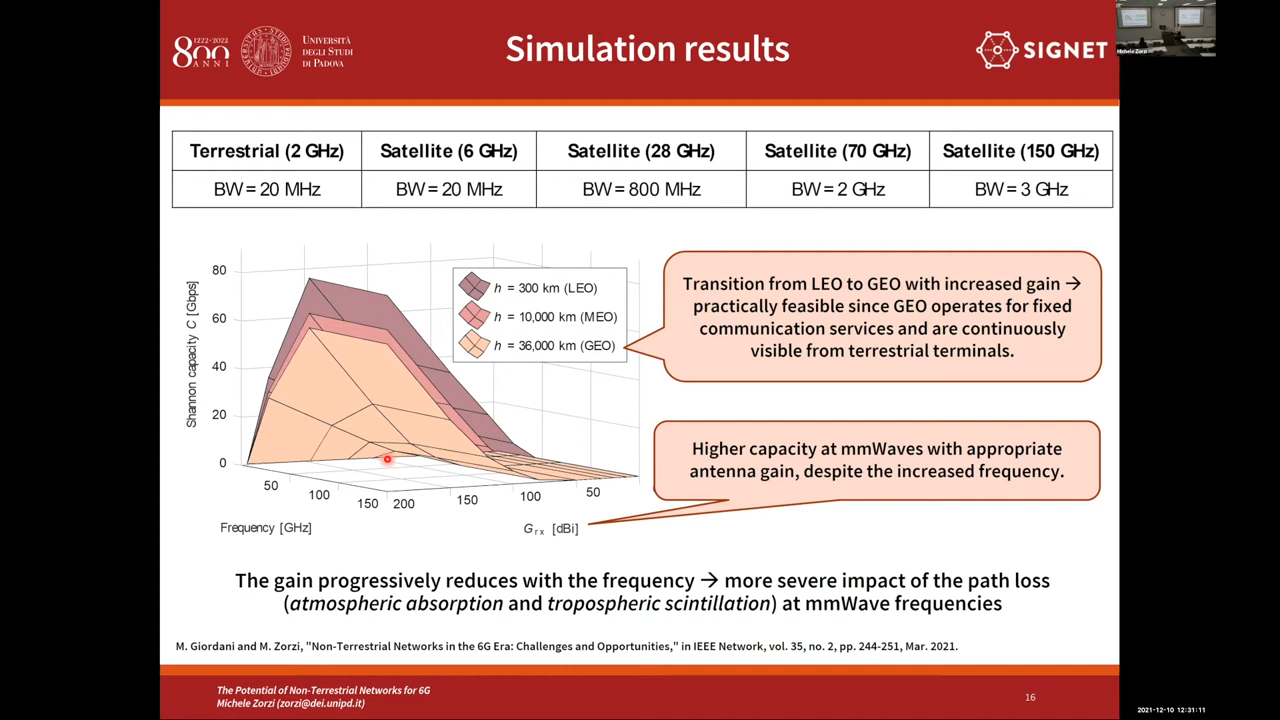 1222·2022
800
ANNI
UNIVERSITÀ
DEGLI STUDI
DI PADOVA
Simulation results
SIGNET
Michele Zorzi
Terrestrial (2 GHz) Satellite (6 GHz) Satellite (28 GHz) Satellite (70 GHz) Satellite (150 GHz)
BW = 20 MHz BW = 20 MHz BW = 800 MHz BW = 2 GHz BW = 3 GHz
Shannon capacity C [Gbps]
80
60
40
20
0
50
100
150
200
150
100
50
Frequency [GHz]
Grx [dBi]
h = 300 km (LEO)
h = 10,000 km (MEO)
h = 36,000 km (GEO)
Transition from LEO to GEO with increased gain →
practically feasible since GEO operates for fixed
communication services and are continuously
visible from terrestrial terminals.
Higher capacity at mmWaves with appropriate
antenna gain, despite the increased frequency.
The gain progressively reduces with the frequency → more severe impact of the path loss
(atmospheric absorption and tropospheric scintillation) at mmWave frequencies
M. Giordani and M. Zorzi, "Non-Terrestrial Networks in the 6G Era: Challenges and Opportunities," in IEEE Network, vol. 35, no. 2, pp. 244-251, Mar. 2021.
The Potential of Non-Terrestrial Networks for 6G
Michele Zorzi (zorzi@dei.unipd.it)
16
2021-12-10 12:31:11